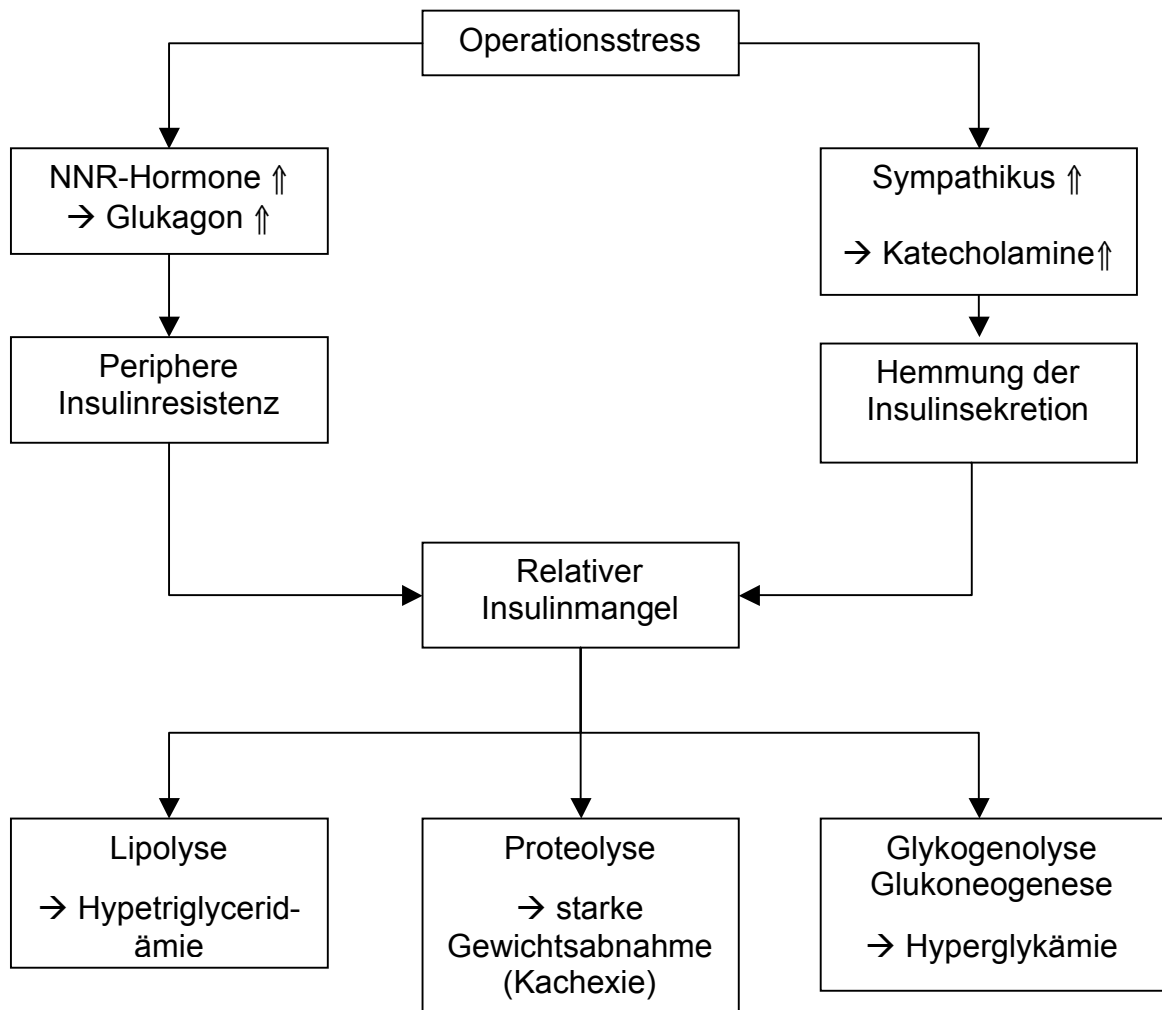 Operationsstress
NNR-Hormone ⇑
→ Glukagon ⇑
Sympathikus ⇑
→ Katecholamine⇑
Periphere
Insulinresistenz
Hemmung der
Insulinsekretion
Relativer
Insulinmangel
Lipolyse
→ Hypetriglycerid-
ämie
Proteolyse
→ starke
Gewichtsabnahme
(Kachexie)
Glykogenolyse
Glukoneogenese
→ Hyperglykämie